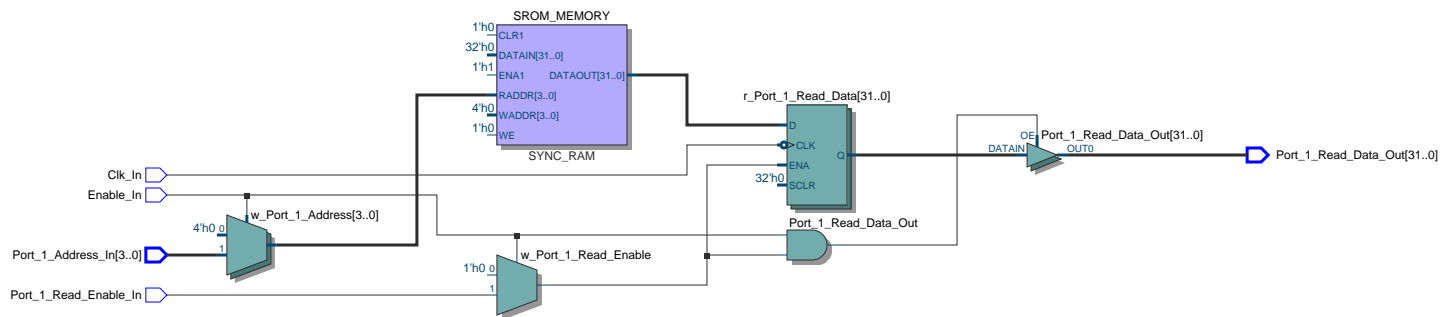 SROM_MEMORY
1'h0 CLR1
32'h0 DATAIN[31..0]
1'h1 ENA1 DATAOUT[31..0]
RADDR[3..0]
4'h0 WADDR[3..0]
1'h0 WE
SYNC_RAM
r_Port_1_Read_Data[31..0]
D
CLK
Q
ENA
32'h0 SCLR
OE Port_1_Read_Data_Out[31..0]
DATAIN OUT0
Port_1_Read_Data_Out[31..0]
Clk_In
Enable_In
w_Port_1_Address[3..0]
4'h0 0
Port_1_Address_In[3..0] 1
Port_1_Read_Data_Out
w_Port_1_Read_Enable
1'h0 0
Port_1_Read_Enable_In 1